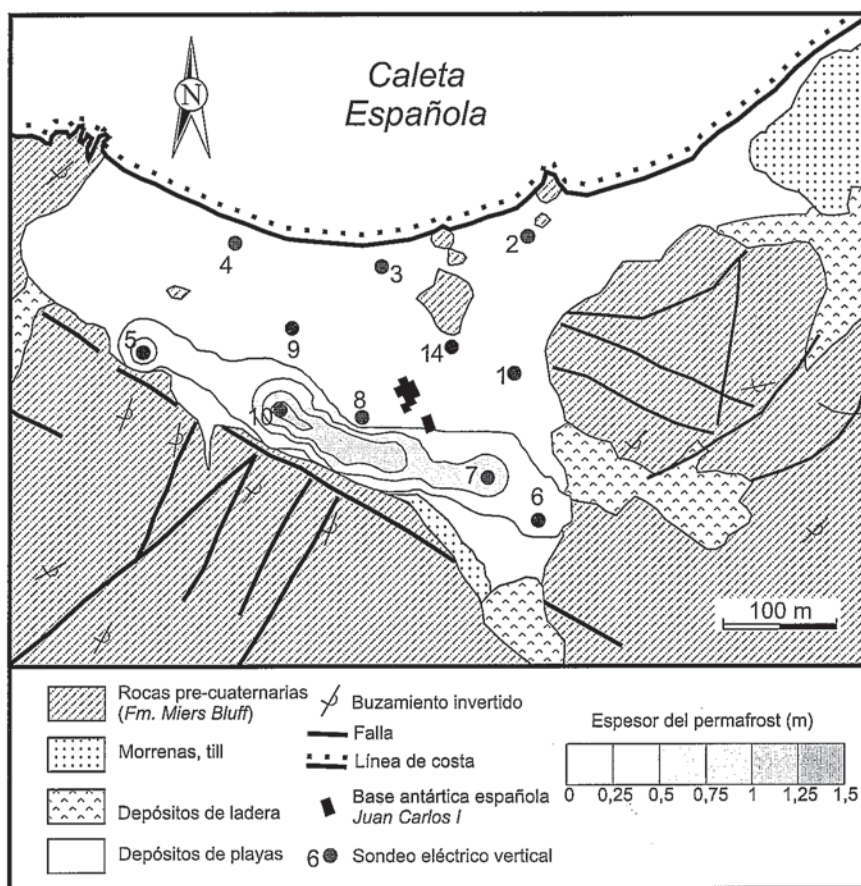 N
Caleta
Española
2
4
3
5
9
14
1
10
8
7
6
100 m
Rocas pre-cuaternarias
(Fm. Miers Bluff)
Morrenas, till
Depósitos de ladera
Depósitos de playas
Buzamiento invertido
Falla
Línea de costa
Base antártica española
Juan Carlos I
6 Sondeo eléctrico vertical
Espesor del permafrost (m)
0 0,25 0,5 0,75 1 1,25 1,5